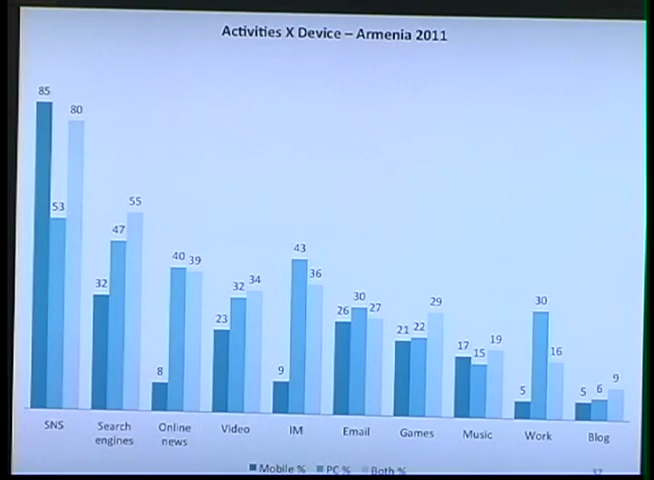 Activities X Device – Armenia 2011
85 53 80
32 47 55
8 40 39
23 32 34
9 43 36
26 30 27
21 22 29
17 15 19
5 30 16
5 6 9
SNS Search engines Online news Video IM Email Games Music Work Blog
Mobile % PC % Both %
37